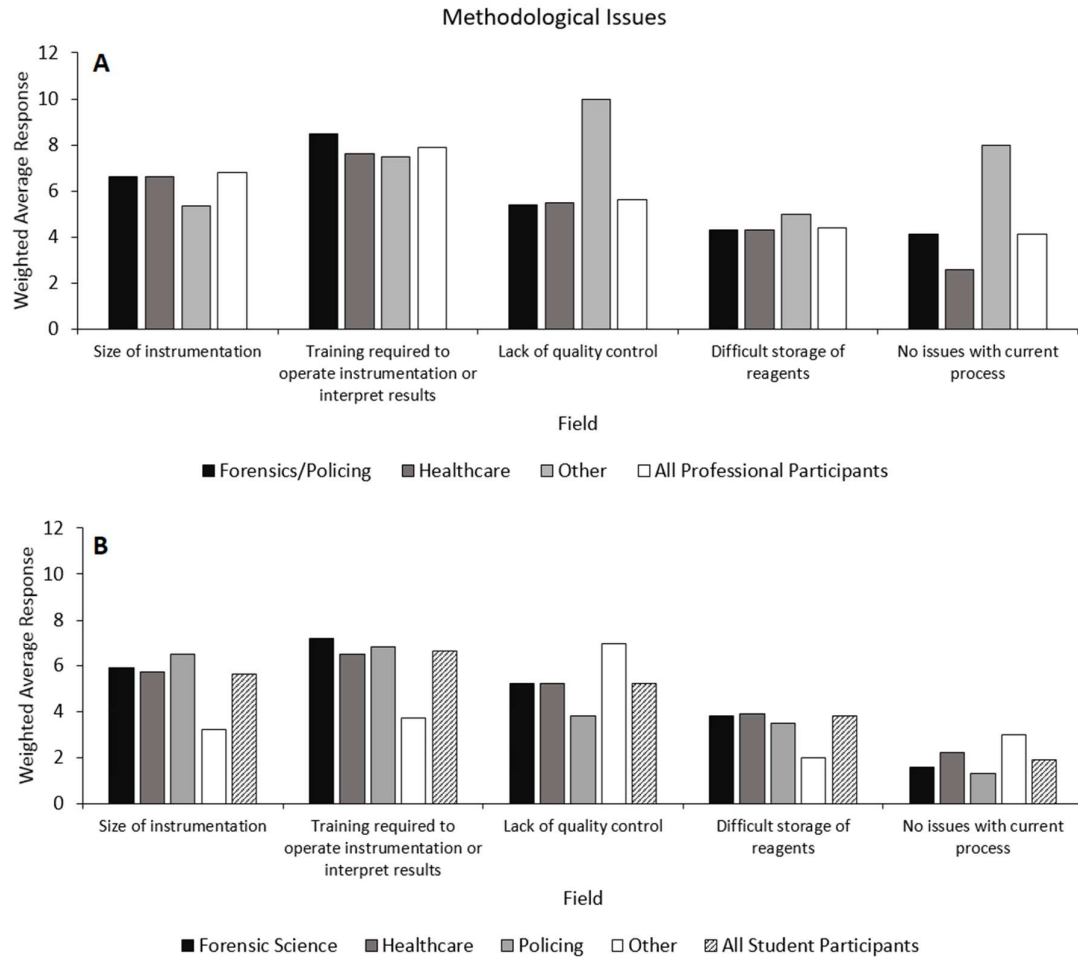 Methodological Issues
A
Weighted Average Response
12
10
8
6
4
2
0
Size of instrumentation
Training required to
operate instrumentation or
interpret results
Lack of quality control
Difficult storage of
reagents
No issues with current
process
Field
Forensics/Policing Healthcare Other All Professional Participants
B
Weighted Average Response
12
10
8
6
4
2
0
Size of instrumentation
Training required to
operate instrumentation or
interpret results
Lack of quality control
Difficult storage of
reagents
No issues with current
process
Field
Forensic Science Healthcare Policing Other All Student Participants